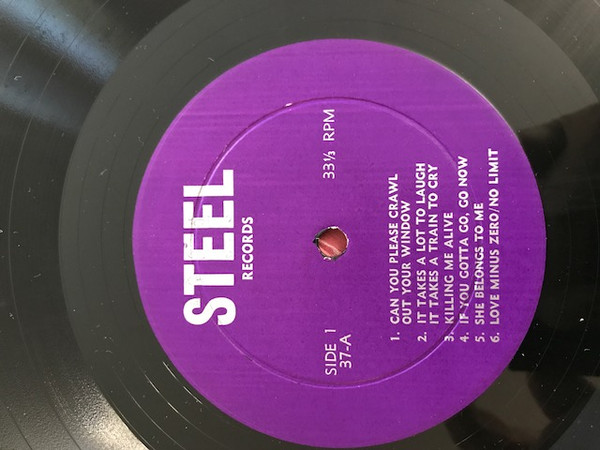 STEEL
RECORDS
SIDE 1
37-A
33⅓ RPM
1. CAN YOU PLEASE CRAWL
OUT YOUR WINDOW
2. IT TAKES A LOT TO LAUGH
IT TAKES A TRAIN TO CRY
3. KILLING ME ALIVE
4. IF YOU GOTTA GO, GO NOW
5. SHE BELONGS TO ME
6. LOVE MINUS ZERO/NO LIMIT